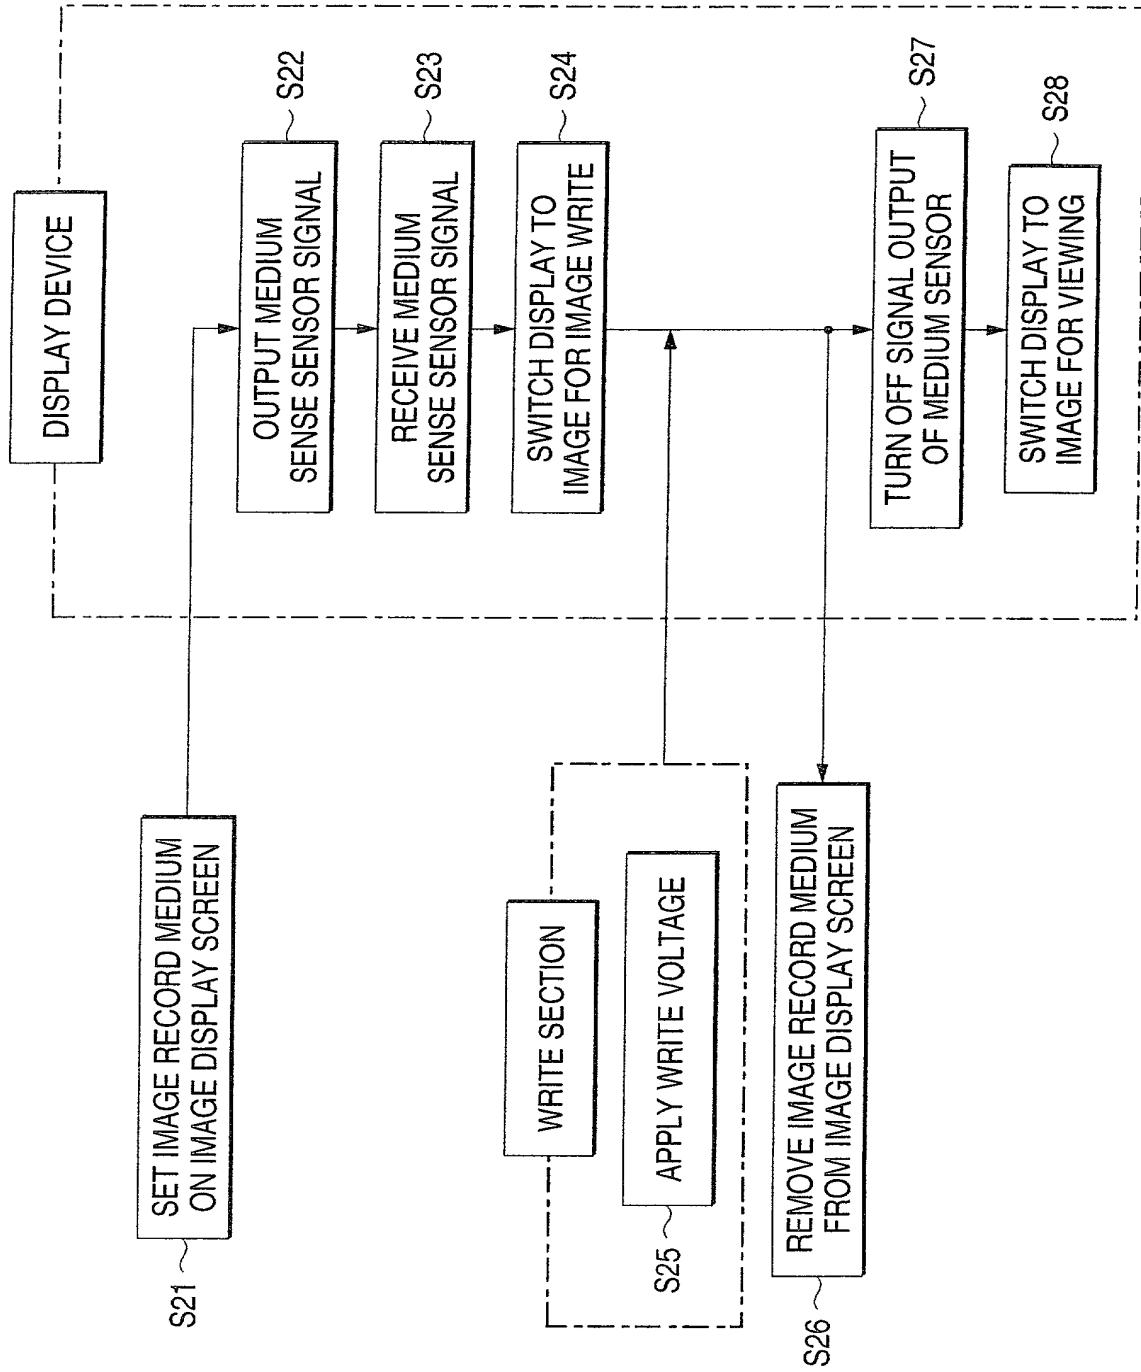 DISPLAY DEVICE
SET IMAGE RECORD MEDIUM
ON IMAGE DISPLAY SCREEN
S21
OUTPUT MEDIUM
SENSE SENSOR SIGNAL
S22
RECEIVE MEDIUM
SENSE SENSOR SIGNAL
S23
SWITCH DISPLAY TO
IMAGE FOR IMAGE WRITE
S24
WRITE SECTION
APPLY WRITE VOLTAGE
S25
REMOVE IMAGE RECORD MEDIUM
FROM IMAGE DISPLAY SCREEN
S26
TURN OFF SIGNAL OUTPUT
OF MEDIUM SENSOR
S27
SWITCH DISPLAY TO
IMAGE FOR VIEWING
S28